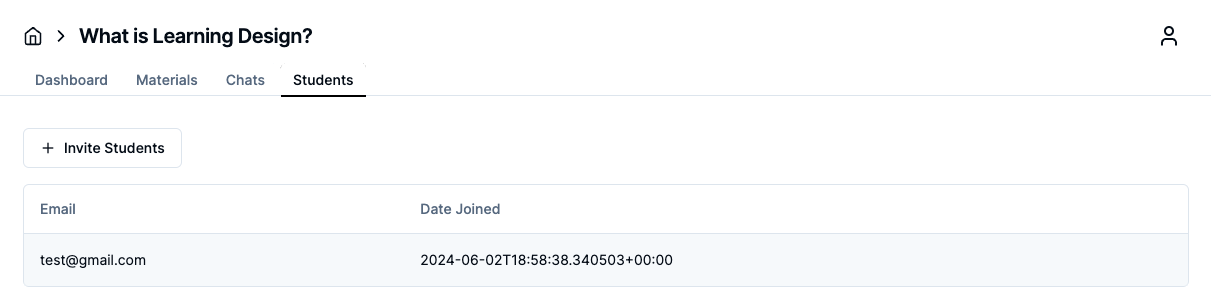 What is Learning Design?
Dashboard Materials Chats Students
Invite Students
Email Date Joined
test@gmail.com 2024-06-02T18:58:38.340503+00:00